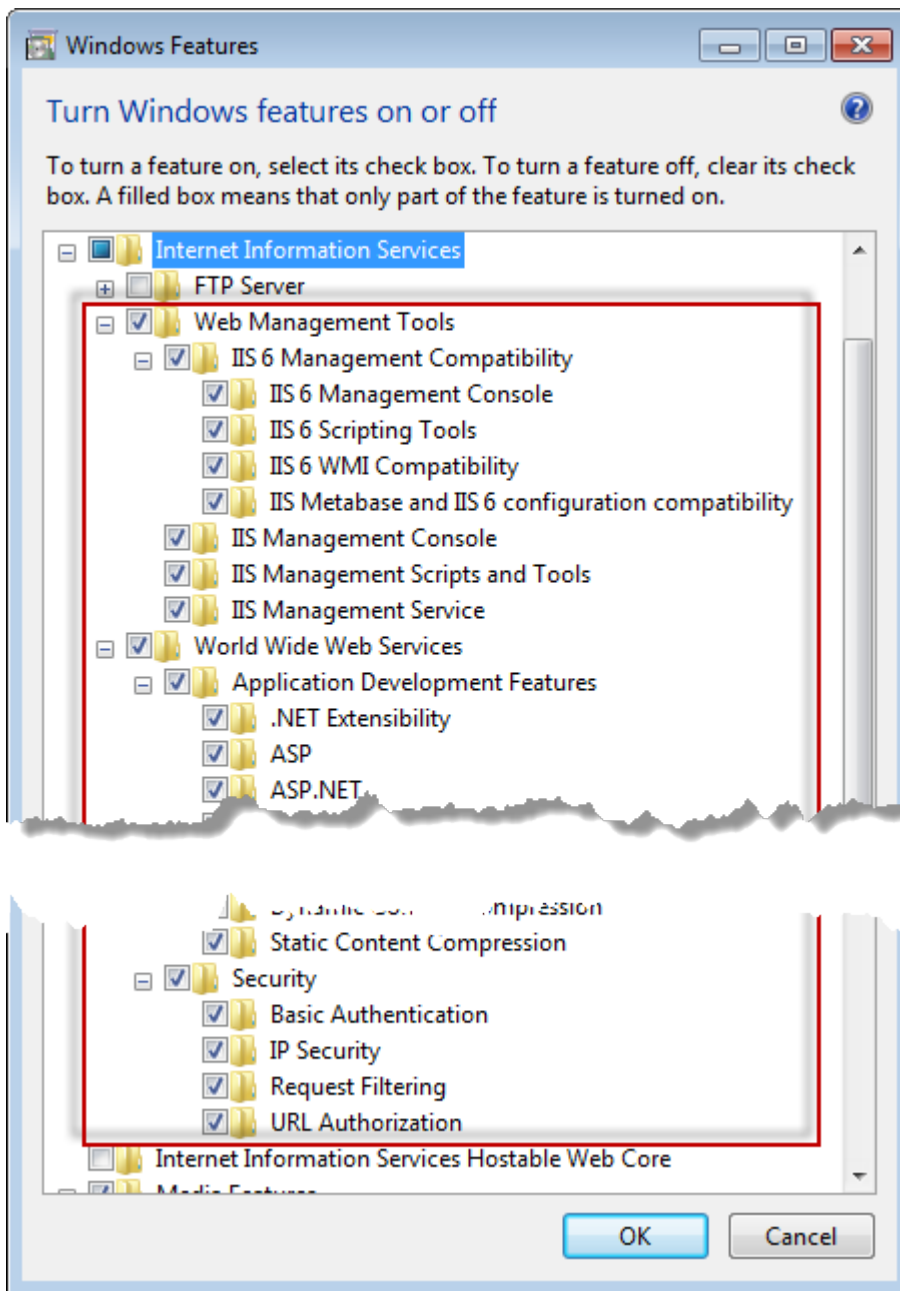 Windows Features
Turn Windows features on or off
To turn a feature on, select its check box. To turn a feature off, clear its check
box. A filled box means that only part of the feature is turned on.
Internet Information Services
FTP Server
Web Management Tools
IIS 6 Management Compatibility
IIS 6 Management Console
IIS 6 Scripting Tools
IIS 6 WMI Compatibility
IIS Metabase and IIS 6 configuration compatibility
IIS Management Console
IIS Management Scripts and Tools
IIS Management Service
World Wide Web Services
Application Development Features
.NET Extensibility
ASP
ASP.NET
Static Content Compression
Security
Basic Authentication
IP Security
Request Filtering
URL Authorization
Internet Information Services Hostable Web Core
Media Features
OK
Cancel